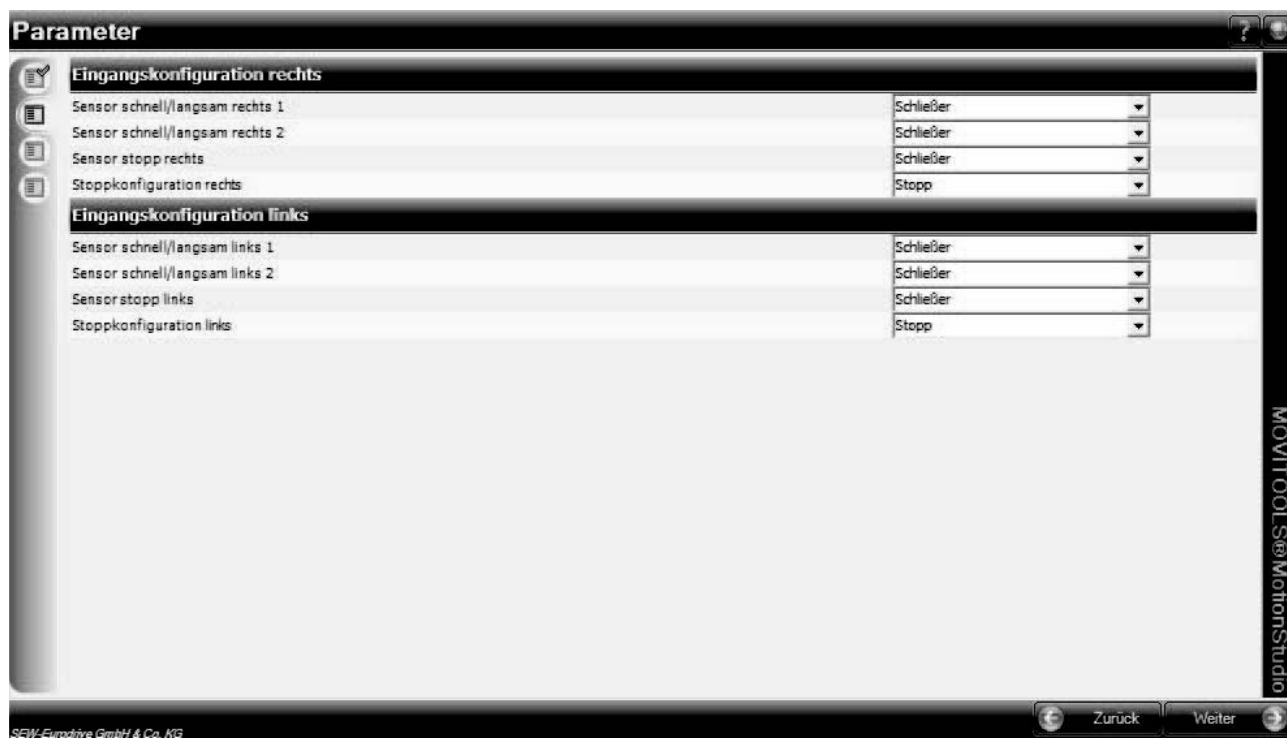 Parameter
?
Eingangskonfiguration rechts
Sensor schnell/langsam rechts 1 Schließer
Sensor schnell/langsam rechts 2 Schließer
Sensor stopp rechts Schließer
Stoppkonfiguration rechts Stopp
Eingangskonfiguration links
Sensor schnell/langsam links 1 Schließer
Sensor schnell/langsam links 2 Schließer
Sensor stopp links Schließer
Stoppkonfiguration links Stopp
MOVITOOLS®MotionStudio
Zurück Weiter
SEW-Eurodrive GmbH & Co. KG